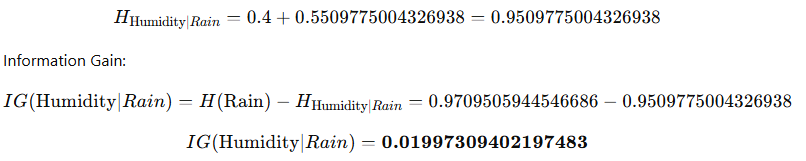 H_{Humidity|Rain} = 0.4 + 0.5509775004326938 = 0.9509775004326938
Information Gain:
IG(Humidity|Rain) = H(Rain) − H_{Humidity|Rain} = 0.9709505944546686 − 0.9509775004326938
IG(Humidity|Rain) = 0.01997309402197483